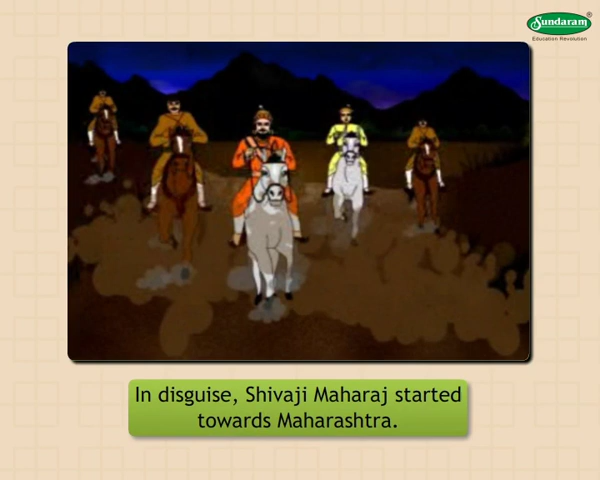 Sundaram®
Education Revolution
In disguise, Shivaji Maharaj started
towards Maharashtra.